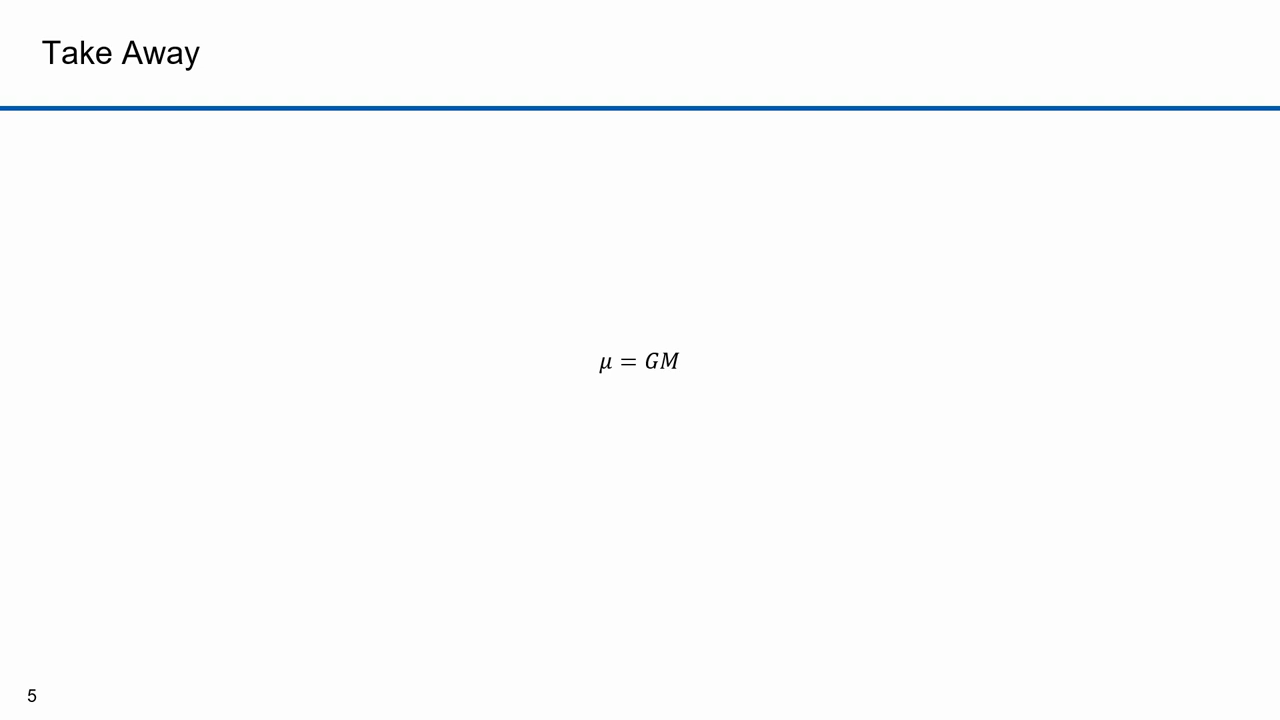 Take Away
𝜇 = 𝐺𝑀
5